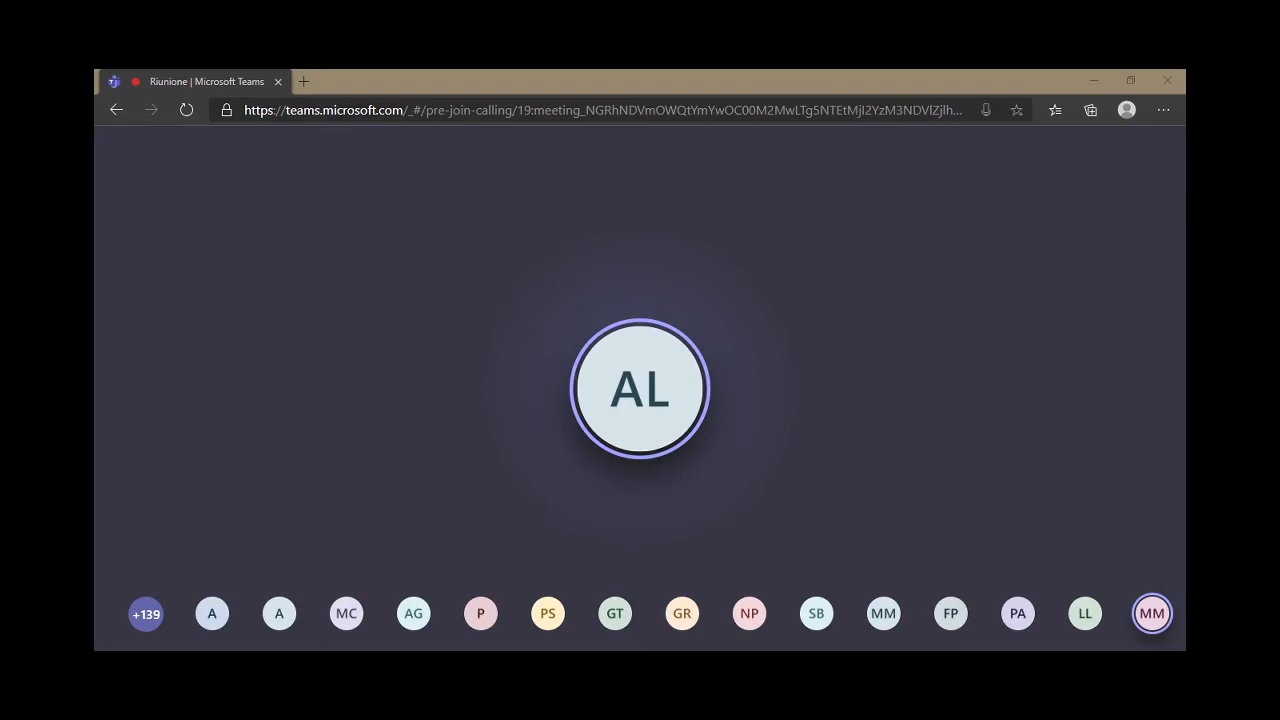 Riunione | Microsoft Teams
https://teams.microsoft.com/_#/pre-join-calling/19:meeting_NGRhNDVmOWQtYmYwOC00M2MwLTg5NTEtMjI2YzM3NDVlZjlh...
AL
+139 A A MC AG P PS GT GR NP SB MM FP PA LL MM